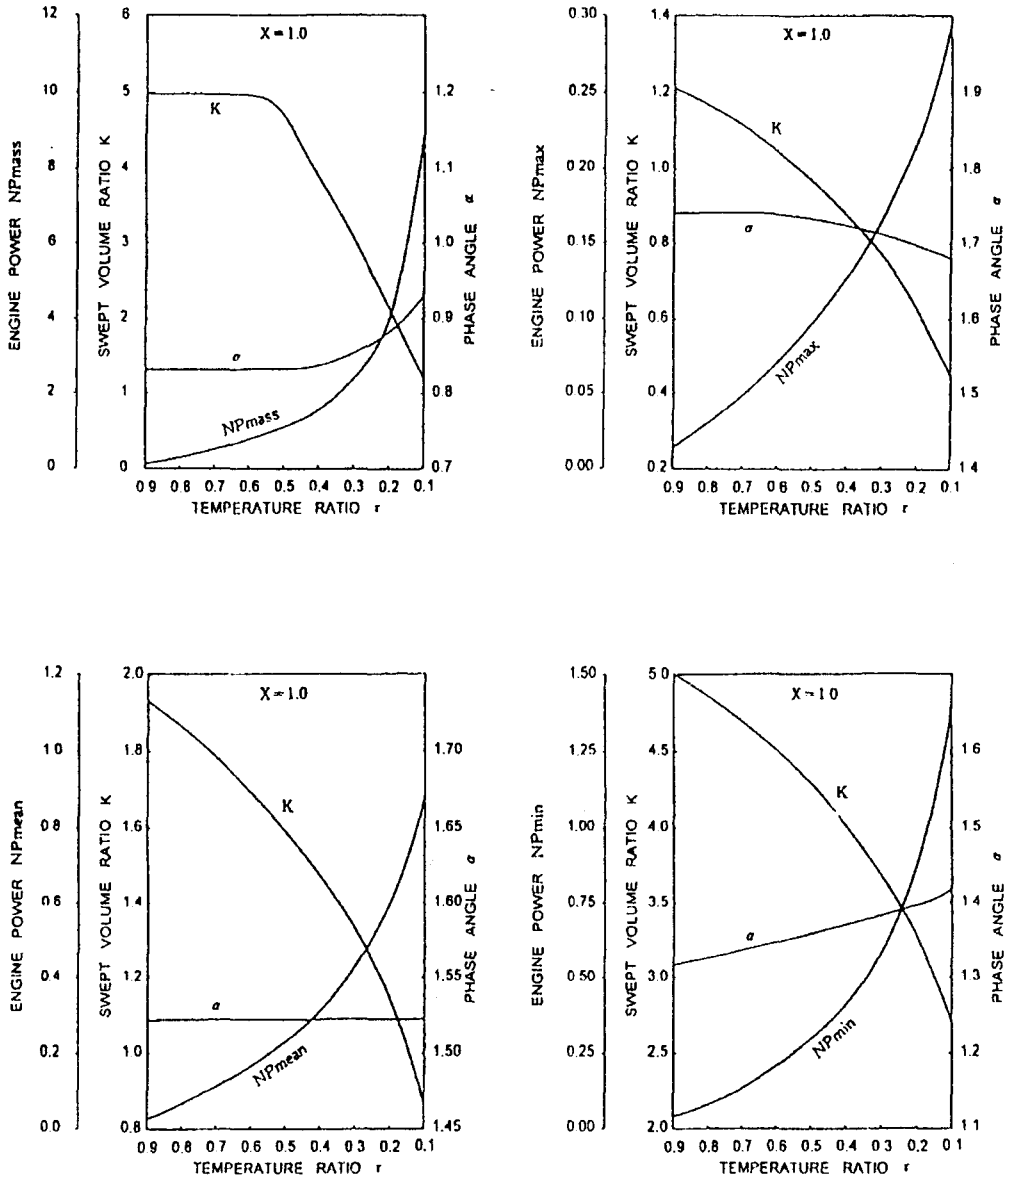 X = 1.0
ENGINE POWER NPmass
12
10
8
6
4
2
0
SWEPT VOLUME RATIO K
6
5
4
3
2
1
0
K
α
NPmass
PHASE ANGLE α
1.2
1.1
1.0
0.9
0.8
0.7
0.9 0.8 0.7 0.6 0.5 0.4 0.3 0.2 0.1
TEMPERATURE RATIO r
X = 1.0
ENGINE POWER NPmax
0.30
0.25
0.20
0.15
0.10
0.05
0.00
SWEPT VOLUME RATIO K
1.4
1.2
1.0
0.8
0.6
0.4
0.2
K
α
NPmax
PHASE ANGLE α
1.9
1.8
1.7
1.6
1.5
1 4
0.9 0.8 0.7 0.6 0.5 0.4 0.3 0.2 0.1
TEMPERATURE RATIO r
X = 1.0
ENGINE POWER NPmean
1.2
1.0
0.8
0.6
0.4
0.2
0.0
SWEPT VOLUME RATIO K
2.0
1.8
1.6
1.4
1.2
1.0
0.8
K
α
NPmean
PHASE ANGLE α
1.70
1.65
1.60
1.55
1.50
1.45
0.9 0.8 0.7 0.6 0.5 0.4 0.3 0.2 0.1
TEMPERATURE RATIO r
X = 1 0
ENGINE POWER NPmin
1.50
1.25
1.00
0.75
0.50
0.25
0.00
SWEPT VOLUME RATIO K
5 0
4.5
4.0
3.5
3.0
2.5
2.0
K
α
NPmin
PHASE ANGLE α
1 6
1.5
1.4
1.3
1.2
1 1
0.9 0.8 0.7 0.6 0.5 0.4 0.3 0.2 0 1
TEMPERATURE RATIO r